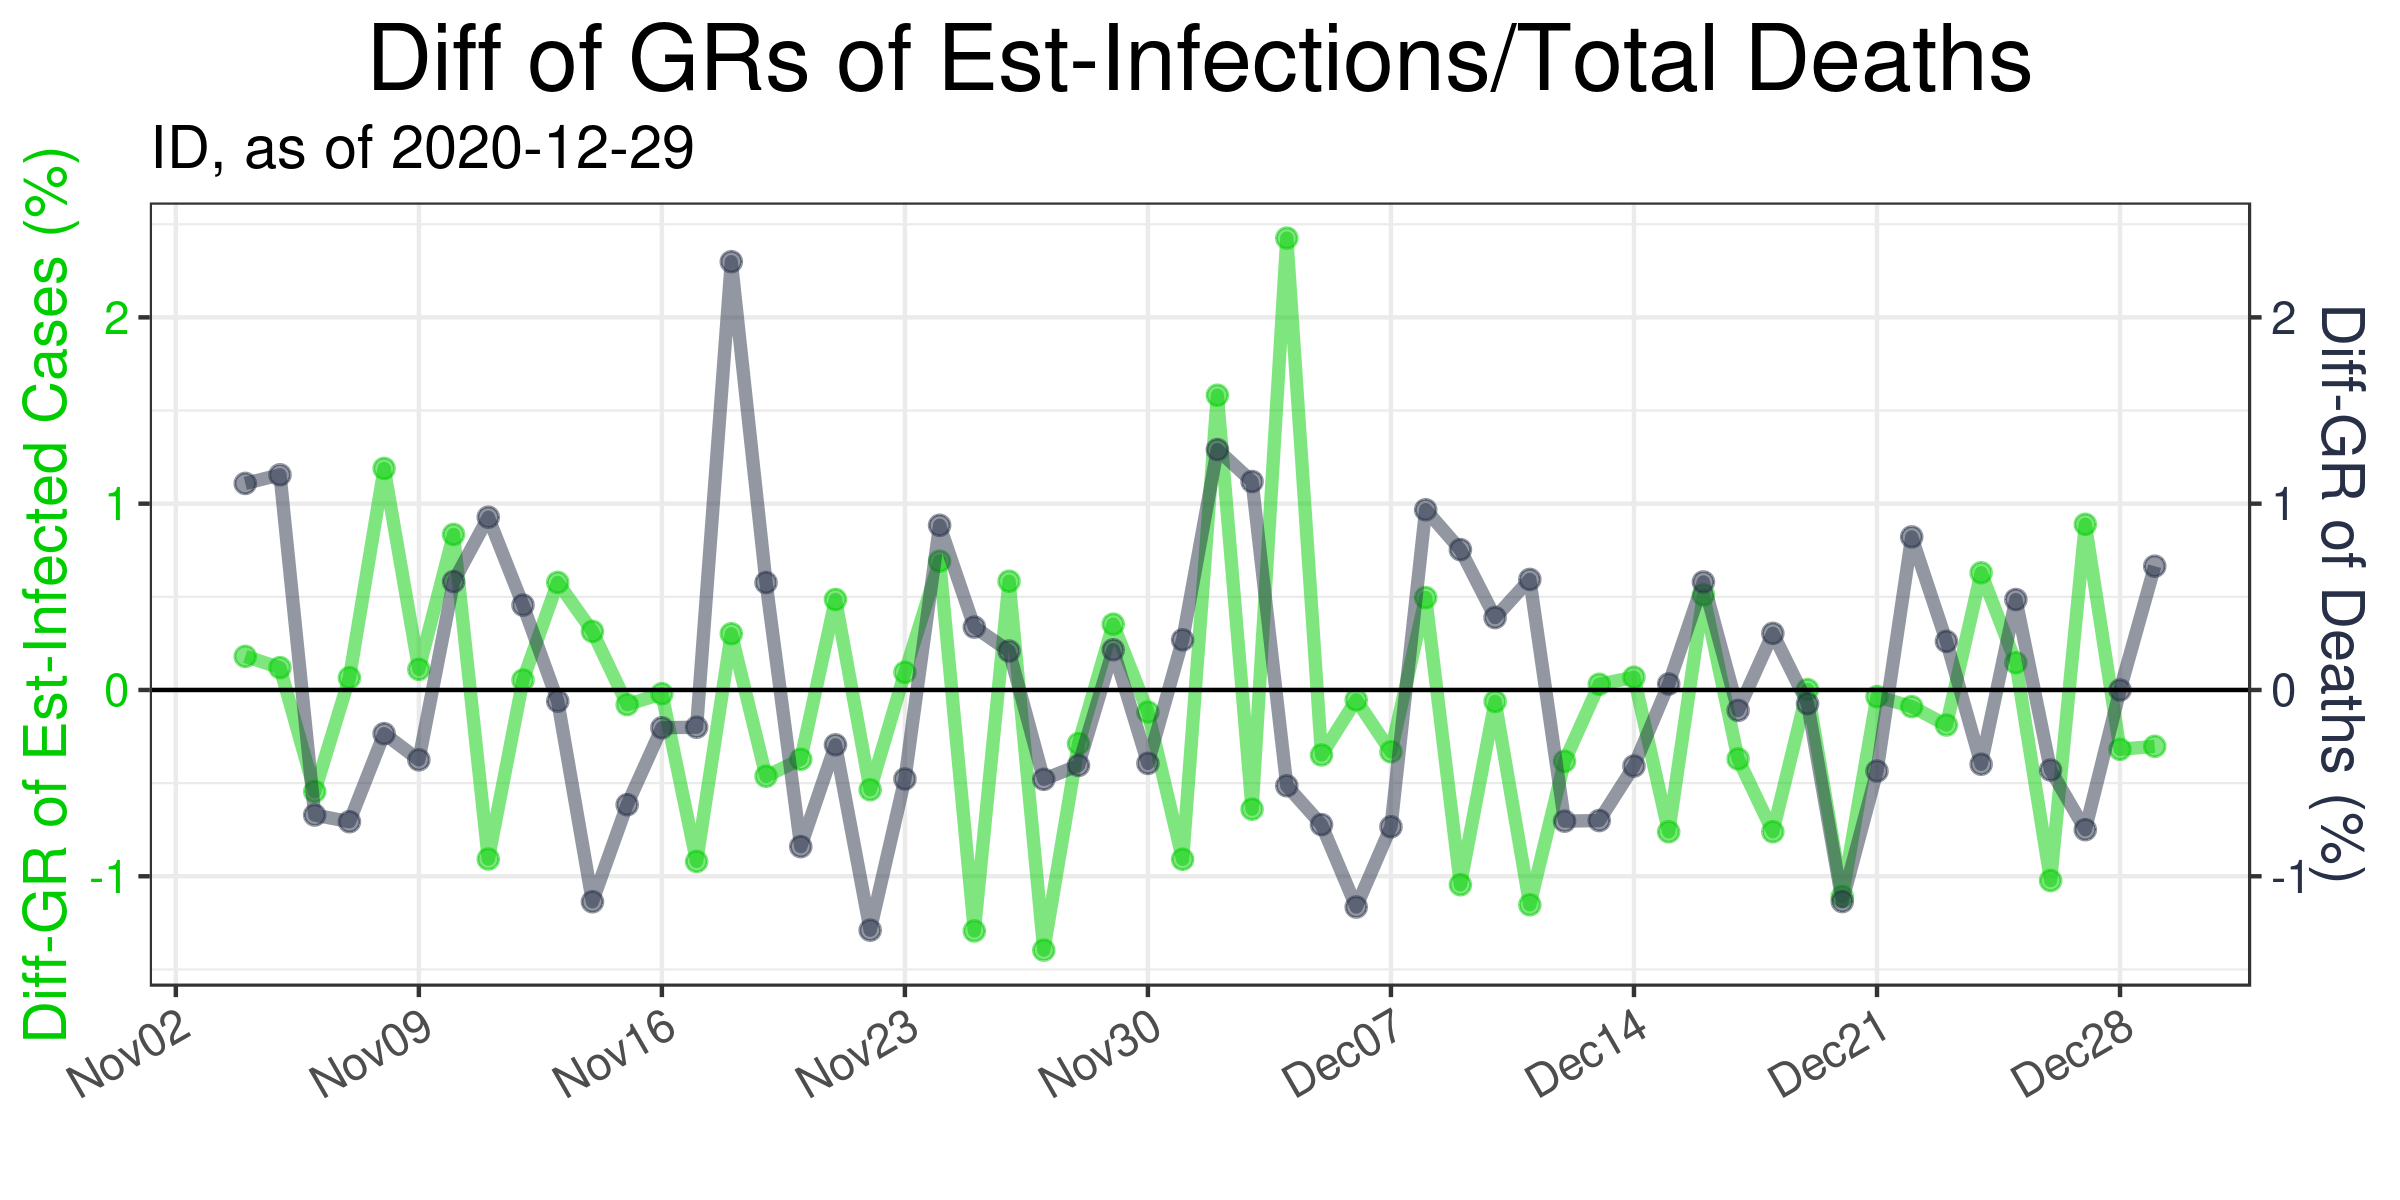 Diff of GRs of Est-Infections/Total Deaths
ID, as of 2020-12-29
Diff-GR of Est-Infected Cases (%)
2
1
0
-1
2
1
0
-1
Diff-GR of Deaths (%)
Nov02
Nov09
Nov16
Nov23
Nov30
Dec07
Dec14
Dec21
Dec28